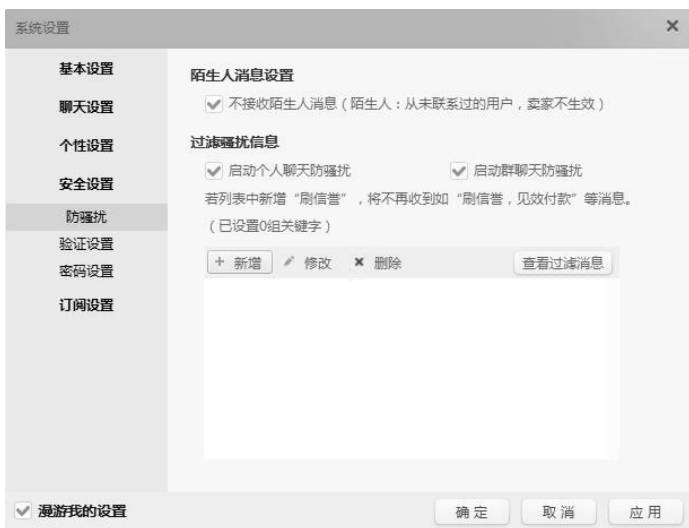 系统设置
基本设置
聊天设置
个性设置
安全设置
防骚扰
验证设置
密码设置
订阅设置
陌生人消息设置
不接收陌生人消息（陌生人：从未联系过的用户，卖家不生效）
过滤骚扰信息
启动个人聊天防骚扰
启动群聊天防骚扰
若列表中新增“刷信誉”，将不再收到如“刷信誉，见效付款”等消息。
（已设置0组关键字）
新增 修改 删除 查看过滤消息
漫游我的设置
确定 取消 应用